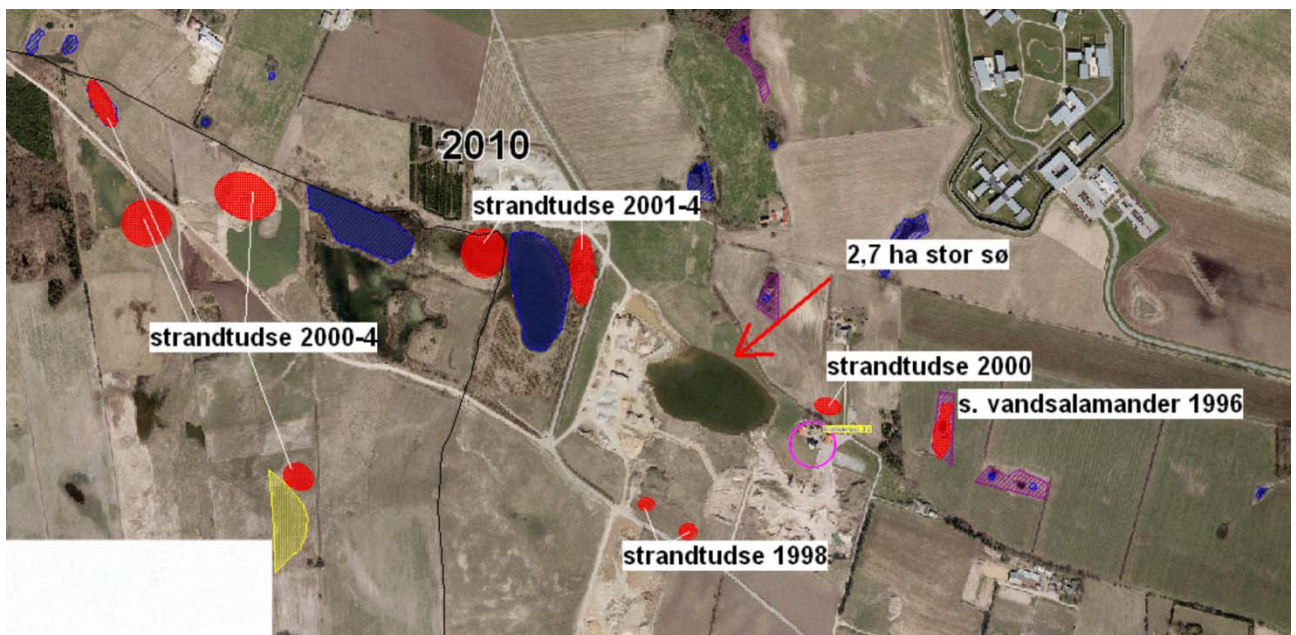 2010
strandtudse 2001-4
2,7 ha stor sø
strandtudse 2000-4
strandtudse 2000
s. vandsalamander 1996
strandtudse 1998